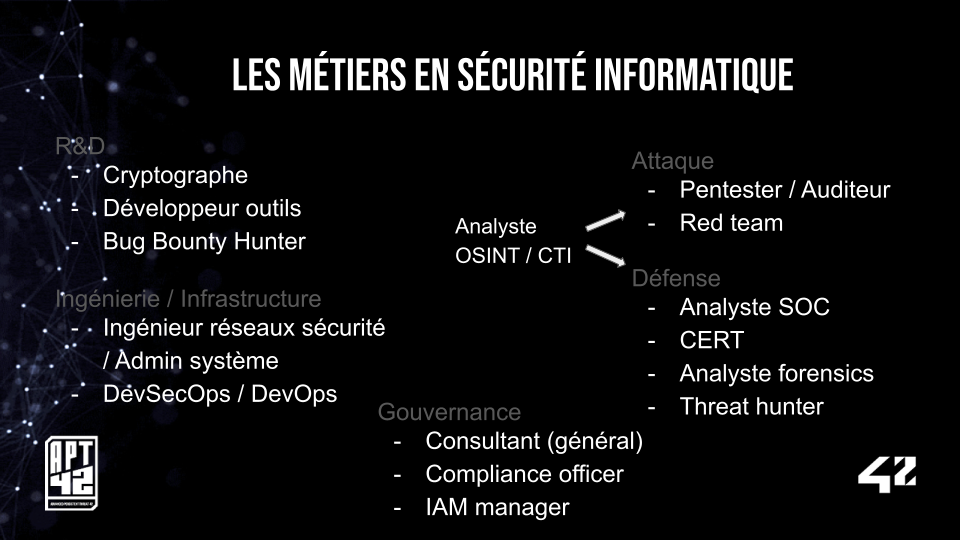 LES MÉTIERS EN SÉCURITÉ INFORMATIQUE
R&D
- Cryptographe
- Développeur outils
- Bug Bounty Hunter
Ingénierie / Infrastructure
- Ingénieur réseaux sécurité
/ Admin système
- DevSecOps / DevOps
Analyste
OSINT / CTI
Attaque
- Pentester / Auditeur
- Red team
Défense
- Analyste SOC
- CERT
- Analyste forensics
- Threat hunter
Gouvernance
- Consultant (général)
- Compliance officer
- IAM manager
APT
42
42